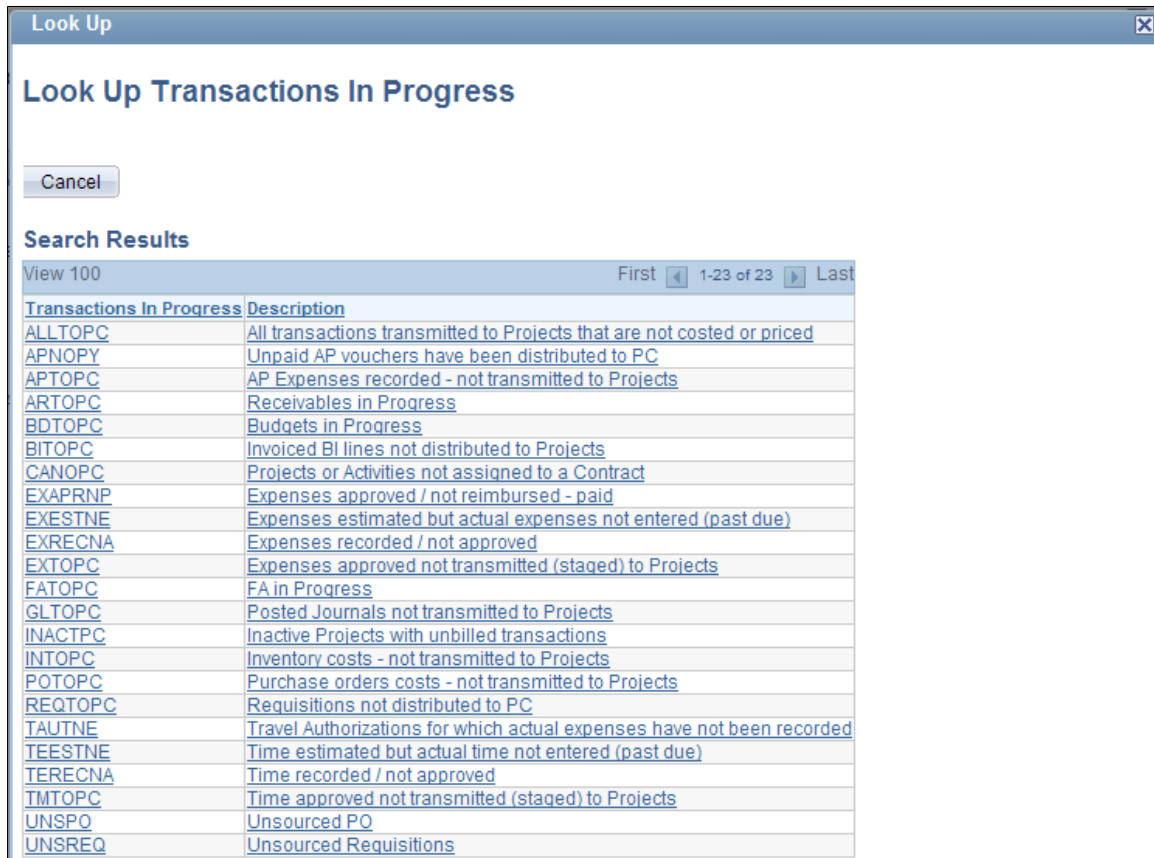 Look Up
Look Up Transactions In Progress
Cancel
Search Results
View 100 First 1-23 of 23 Last
Transactions In Progress Description
ALLTOPC All transactions transmitted to Projects that are not costed or priced
APNOPY Unpaid AP vouchers have been distributed to PC
APTOPC AP Expenses recorded - not transmitted to Projects
ARTOPC Receivables in Progress
BDTOPC Budgets in Progress
BITOPC Invoiced BI lines not distributed to Projects
CANOPC Projects or Activities not assigned to a Contract
EXAPRNP Expenses approved / not reimbursed - paid
EXESTNE Expenses estimated but actual expenses not entered (past due)
EXRECNA Expenses recorded / not approved
EXTOPC Expenses approved not transmitted (staged) to Projects
FATOPC FA in Progress
GLTOPC Posted Journals not transmitted to Projects
INACTPC Inactive Projects with unbilled transactions
INTOPC Inventory costs - not transmitted to Projects
POTOPC Purchase orders costs - not transmitted to Projects
REQTOPC Requisitions not distributed to PC
TAUTNE Travel Authorizations for which actual expenses have not been recorded
TEESTNE Time estimated but actual time not entered (past due)
TERECNA Time recorded / not approved
TMTOPC Time approved not transmitted (staged) to Projects
UNSPO Unsourced PO
UNSREQ Unsourced Requisitions